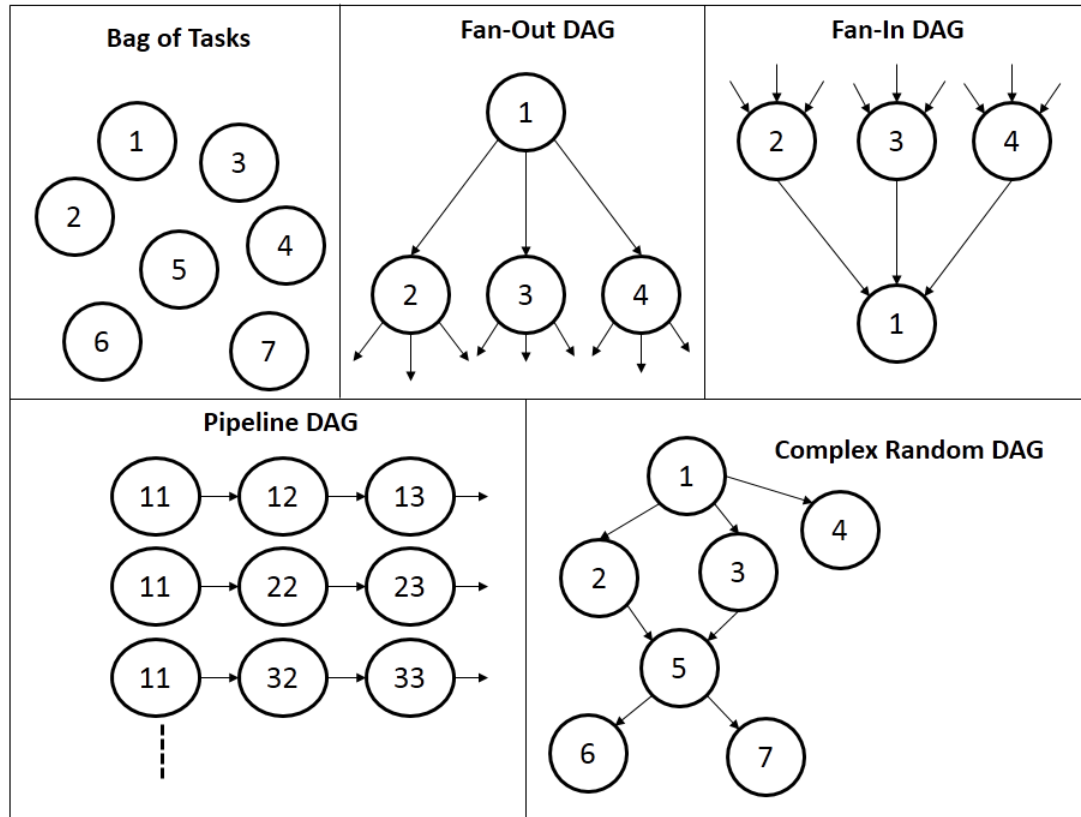 Bag of Tasks
1
3
2
4
5
6
7
Fan-Out DAG
1
2 3 4
Fan-In DAG
2 3 4
1
Pipeline DAG
11 12 13
11 22 23
11 32 33
Complex Random DAG
1
4
2 3
5
6 7